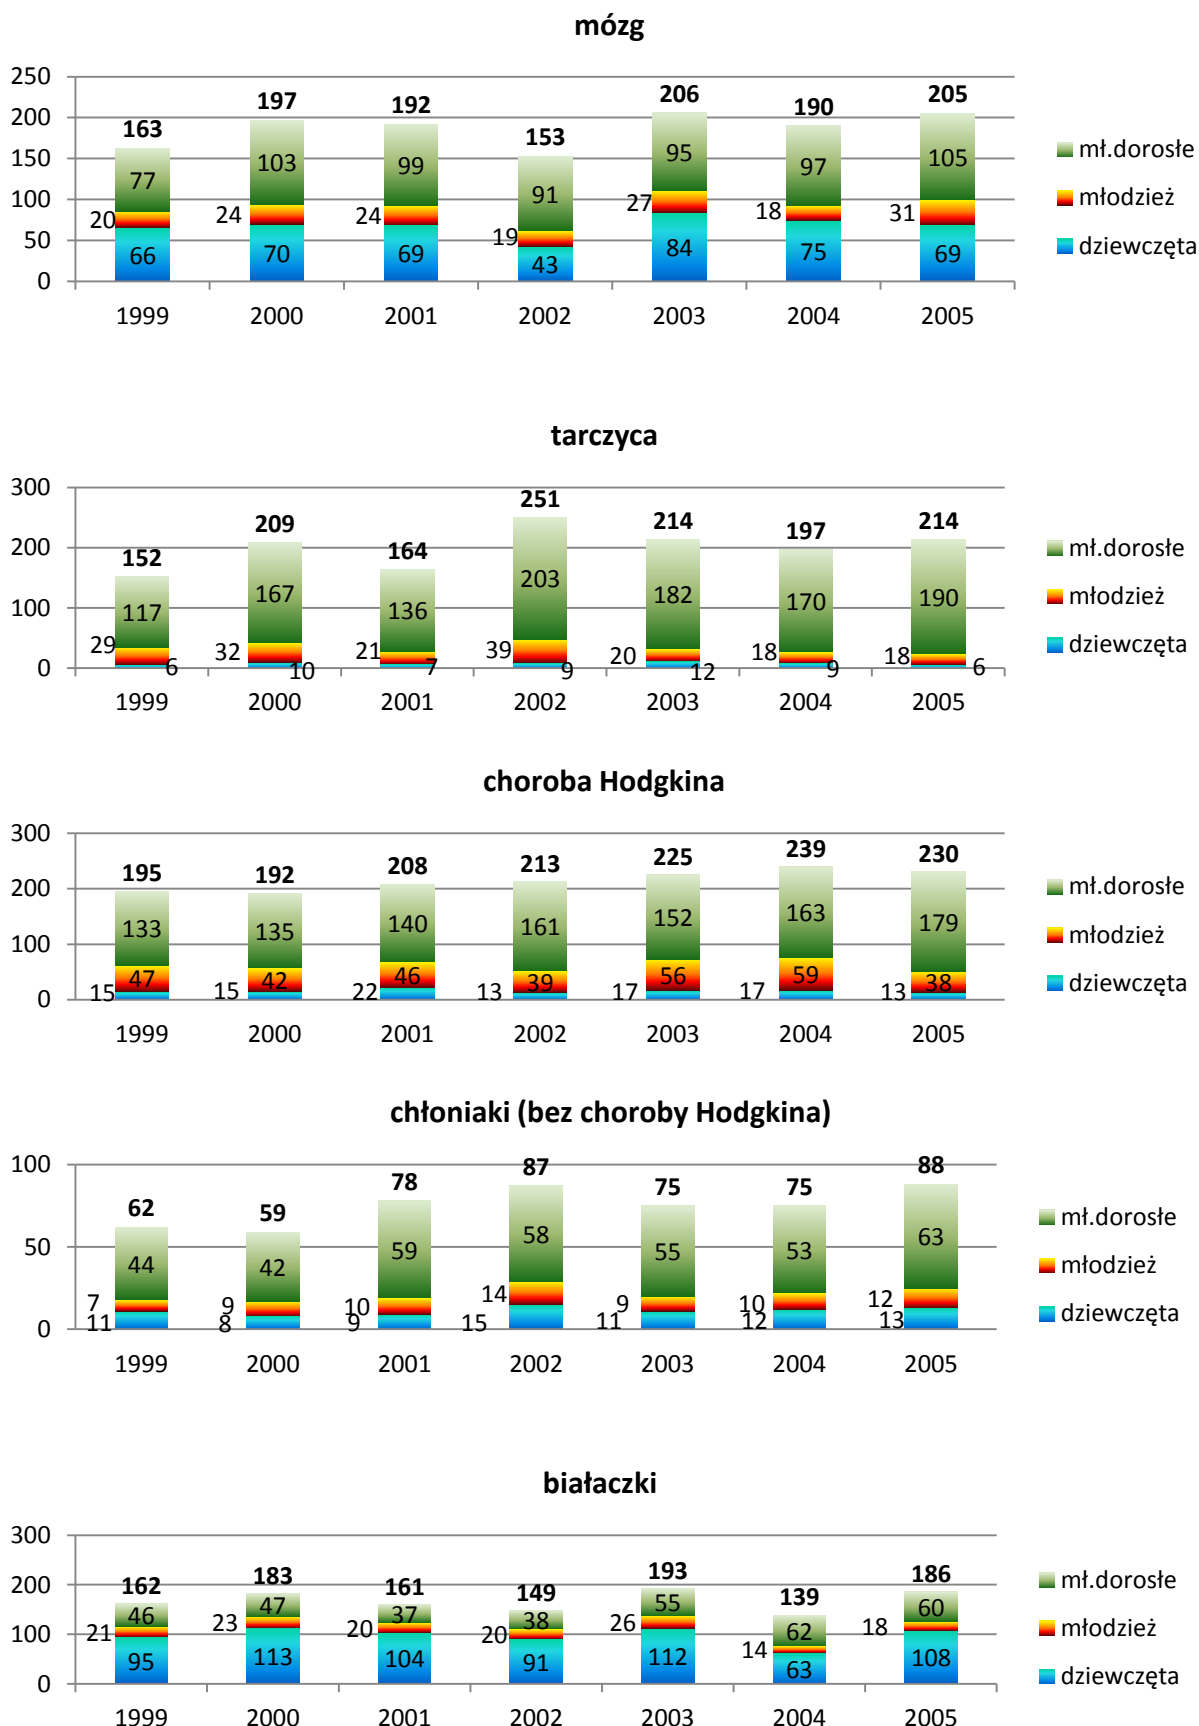 mózg
250
200
150
100
50
0
163 197 192 153 206 190 205
77 103 99 91 95 97 105
20 24 24 19 27 18 31
66 70 69 43 84 75 69
1999 2000 2001 2002 2003 2004 2005
mł.dorosłe
młodzież
dziewczęta
tarczyca
300
200
100
0
152 209 164 251 214 197 214
117 167 136 203 182 170 190
29 32 21 39 20 18 18
6 10 7 9 12 9 6
1999 2000 2001 2002 2003 2004 2005
mł.dorosłe
młodzież
dziewczęta
choroba Hodgkina
300
200
100
0
195 192 208 213 225 239 230
133 135 140 161 152 163 179
47 42 46 39 56 59 38
15 15 22 13 17 17 13
1999 2000 2001 2002 2003 2004 2005
mł.dorosłe
młodzież
dziewczęta
chłoniaki (bez choroby Hodgkina)
100
50
0
62 59 78 87 75 75 88
44 42 59 58 55 53 63
7 9 10 14 9 10 12
11 8 9 15 11 12 13
1999 2000 2001 2002 2003 2004 2005
mł.dorosłe
młodzież
dziewczęta
białaczki
300
200
100
0
162 183 161 149 193 139 186
46 47 37 38 55 62 60
21 23 20 20 26 14 18
95 113 104 91 112 63 108
1999 2000 2001 2002 2003 2004 2005
mł.dorosłe
młodzież
dziewczęta